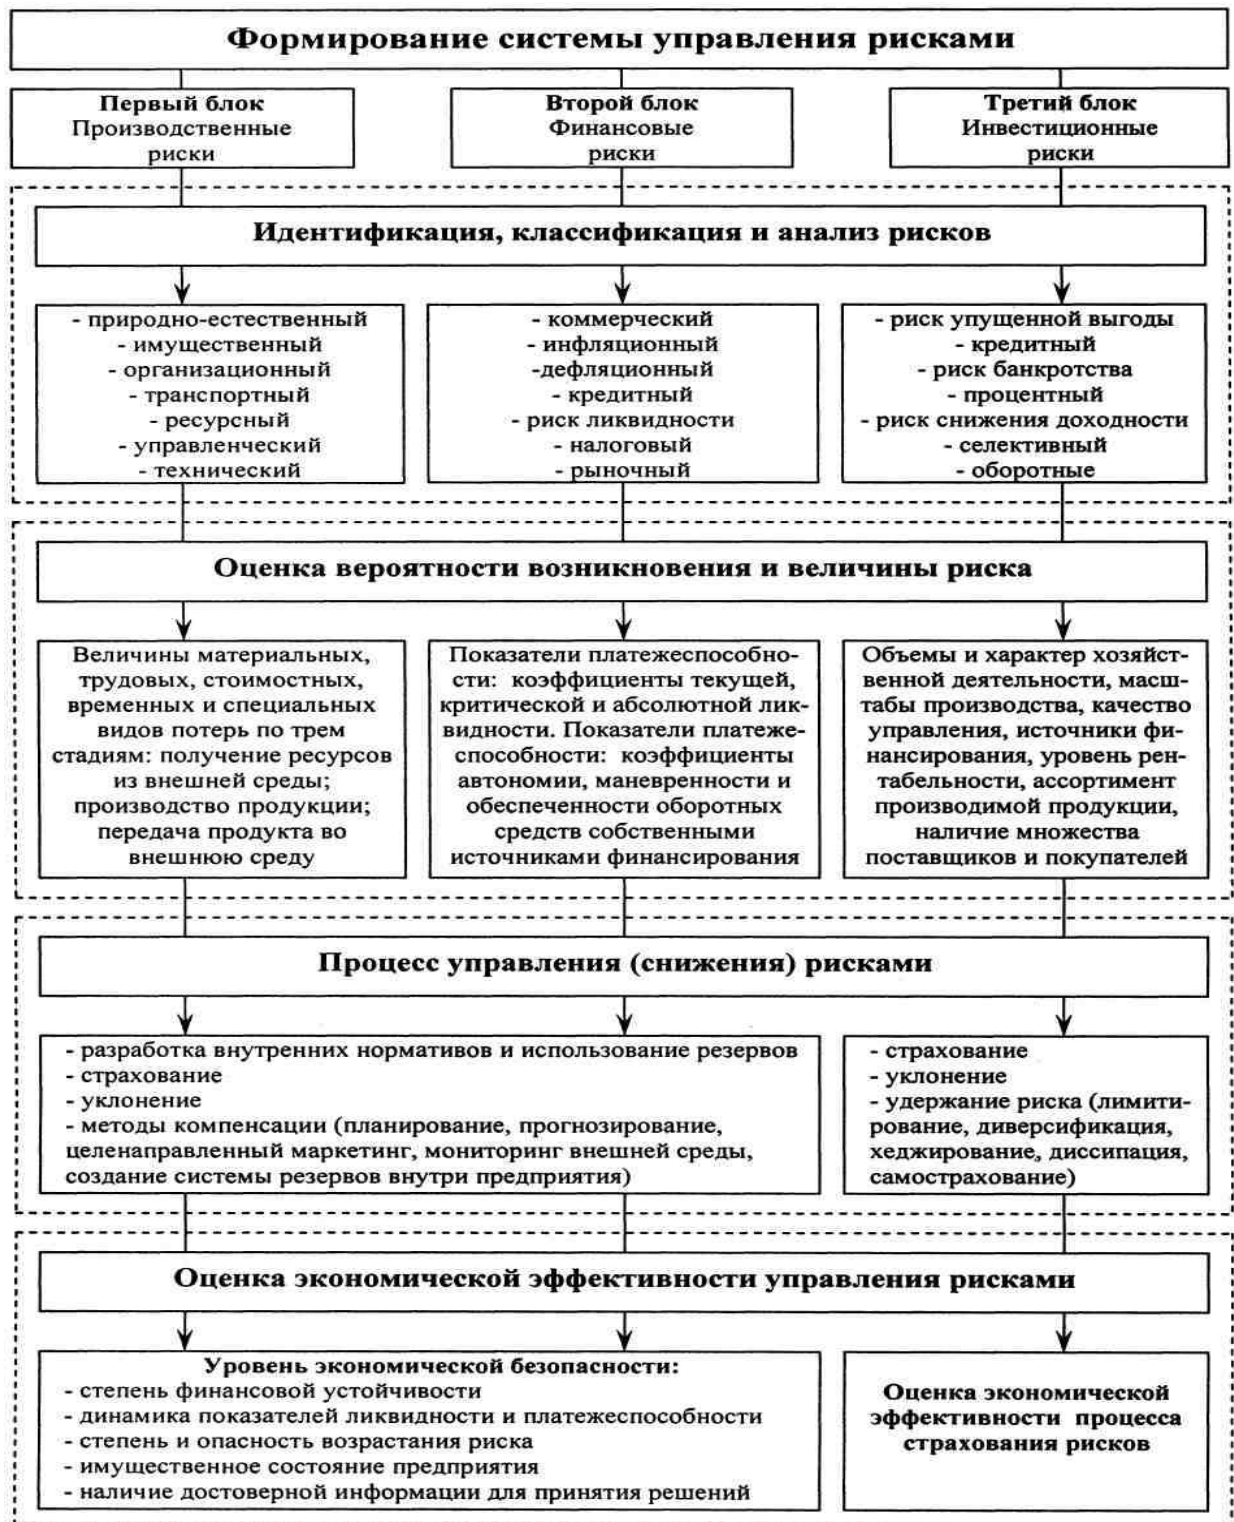 Формирование системы управления рисками
Первый блок
Производственные
риски
Второй блок
Финансовые
риски
Третий блок
Инвестиционные
риски
Идентификация, классификация и анализ рисков
- природно-естественный
- имущественный
- организационный
- транспортный
- ресурсный
- управленческий
- технический
- коммерческий
- инфляционный
-дефляционный
- кредитный
- риск ликвидности
- налоговый
- рыночный
- риск упущенной выгоды
- кредитный
- риск банкротства
- процентный
- риск снижения доходности
- селективный
- оборотные
Оценка вероятности возникновения и величины риска
Величины материальных,
трудовых, стоимостных,
временных и специальных
видов потерь по трем
стадиям: получение ресурсов
из внешней среды;
производство продукции;
передача продукта во
внешнюю среду
Показатели платежеспособно-
сти: коэффициенты текущей,
критической и абсолютной лик-
видности. Показатели платеже-
способности: коэффициенты
автономии, маневренности и
обеспеченности оборотных
средств собственными
источниками финансирования
Объемы и характер хозяйст-
венной деятельности, масш-
табы производства, качество
управления, источники фи-
нансирования, уровень рен-
табельности, ассортимент
производимой продукции,
наличие множества
поставщиков и покупателей
Процесс управления (снижения) рисками
- разработка внутренних нормативов и использование резервов
- страхование
- уклонение
- методы компенсации (планирование, прогнозирование,
целенаправленный маркетинг, мониторинг внешней среды,
создание системы резервов внутри предприятия)
- страхование
- уклонение
- удержание риска (лимити-
рование, диверсификация,
хеджирование, диссипация,
самострахование)
Оценка экономической эффективности управления рисками
Уровень экономической безопасности:
- степень финансовой устойчивости
- динамика показателей ликвидности и платежеспособности
- степень и опасность возрастания риска
- имущественное состояние предприятия
- наличие достоверной информации для принятия решений
Оценка экономической
эффективности процесса
страхования рисков